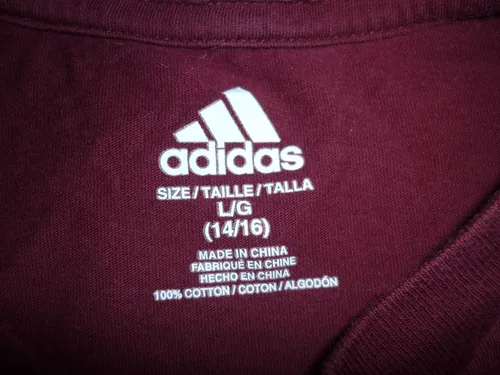 adidas
SIZE/TAILLE/TALLA
L/G
(14/16)
MADE IN CHINA
FABRIQUÉ EN CHINE
HECHO EN CHINA
100% COTTON/COTON/ALGODÓN